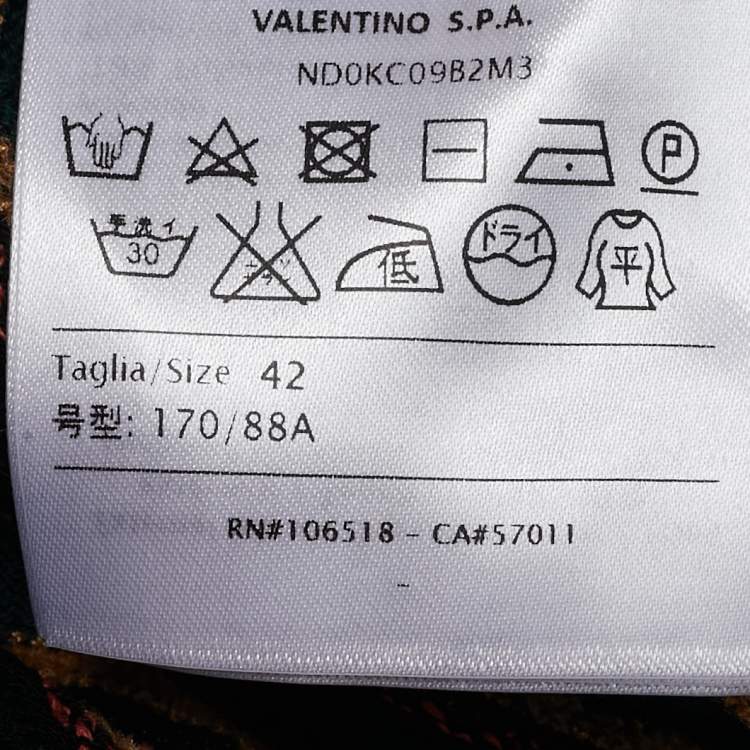 VALENTINO S.P.A.
ND0KC09B2M3
P
手洗イ
30
低
ドライ
平
Taglia/Size 42
号型: 170/88A
RN#106518 - CA#57011